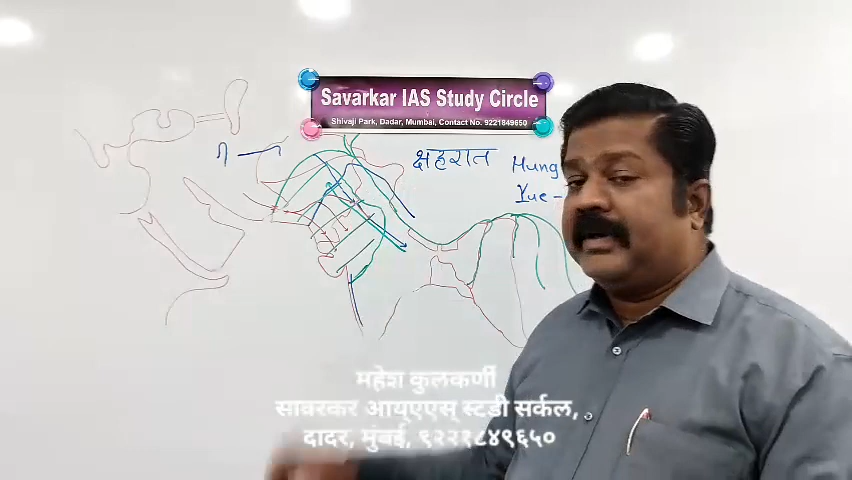 Savarkar IAS Study Circle
Shivaji Park, Dadar, Mumbai, Contact No. 9221849650
क्षहरात
Hung
Yue-
महेश कुलकर्णी
सावरकर आयएएस् स्टडी सर्कल,
दादर, मुंबई, ९२२१८४९६५०